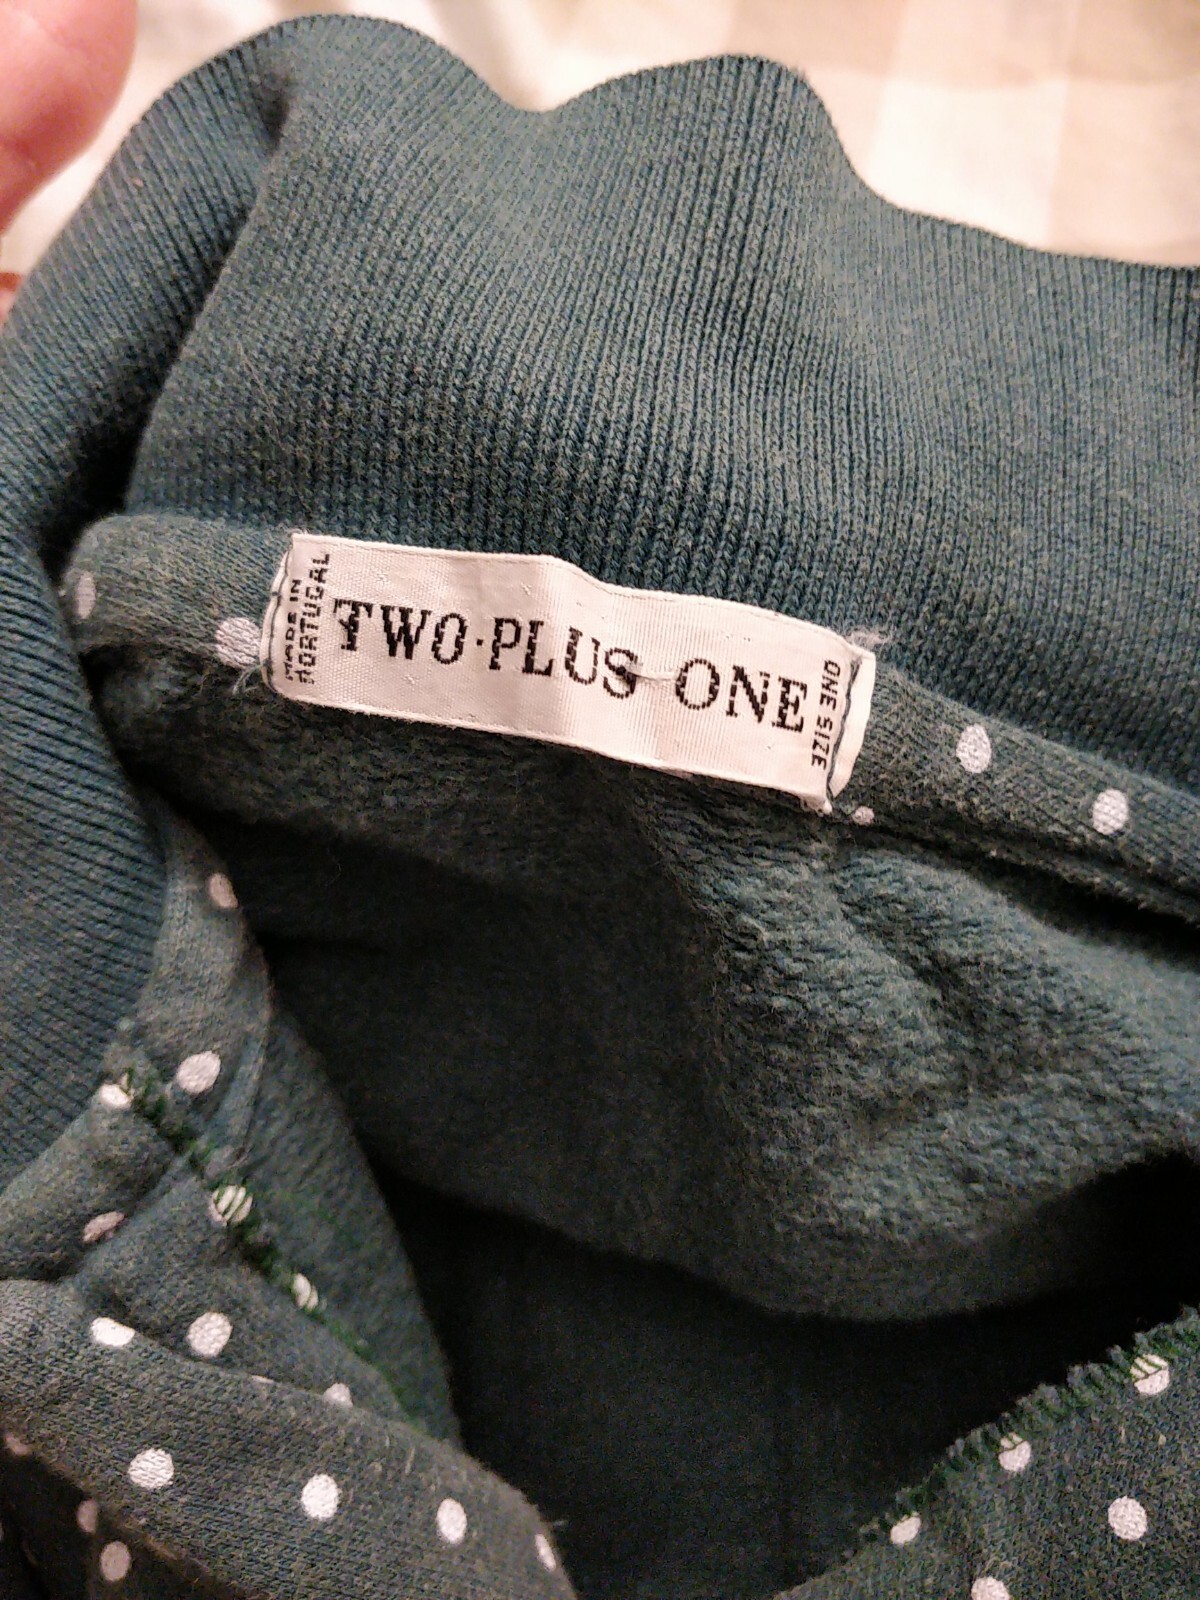 MADE IN
PORTUGAL
TWO·PLUS ONE
ONE SIZE